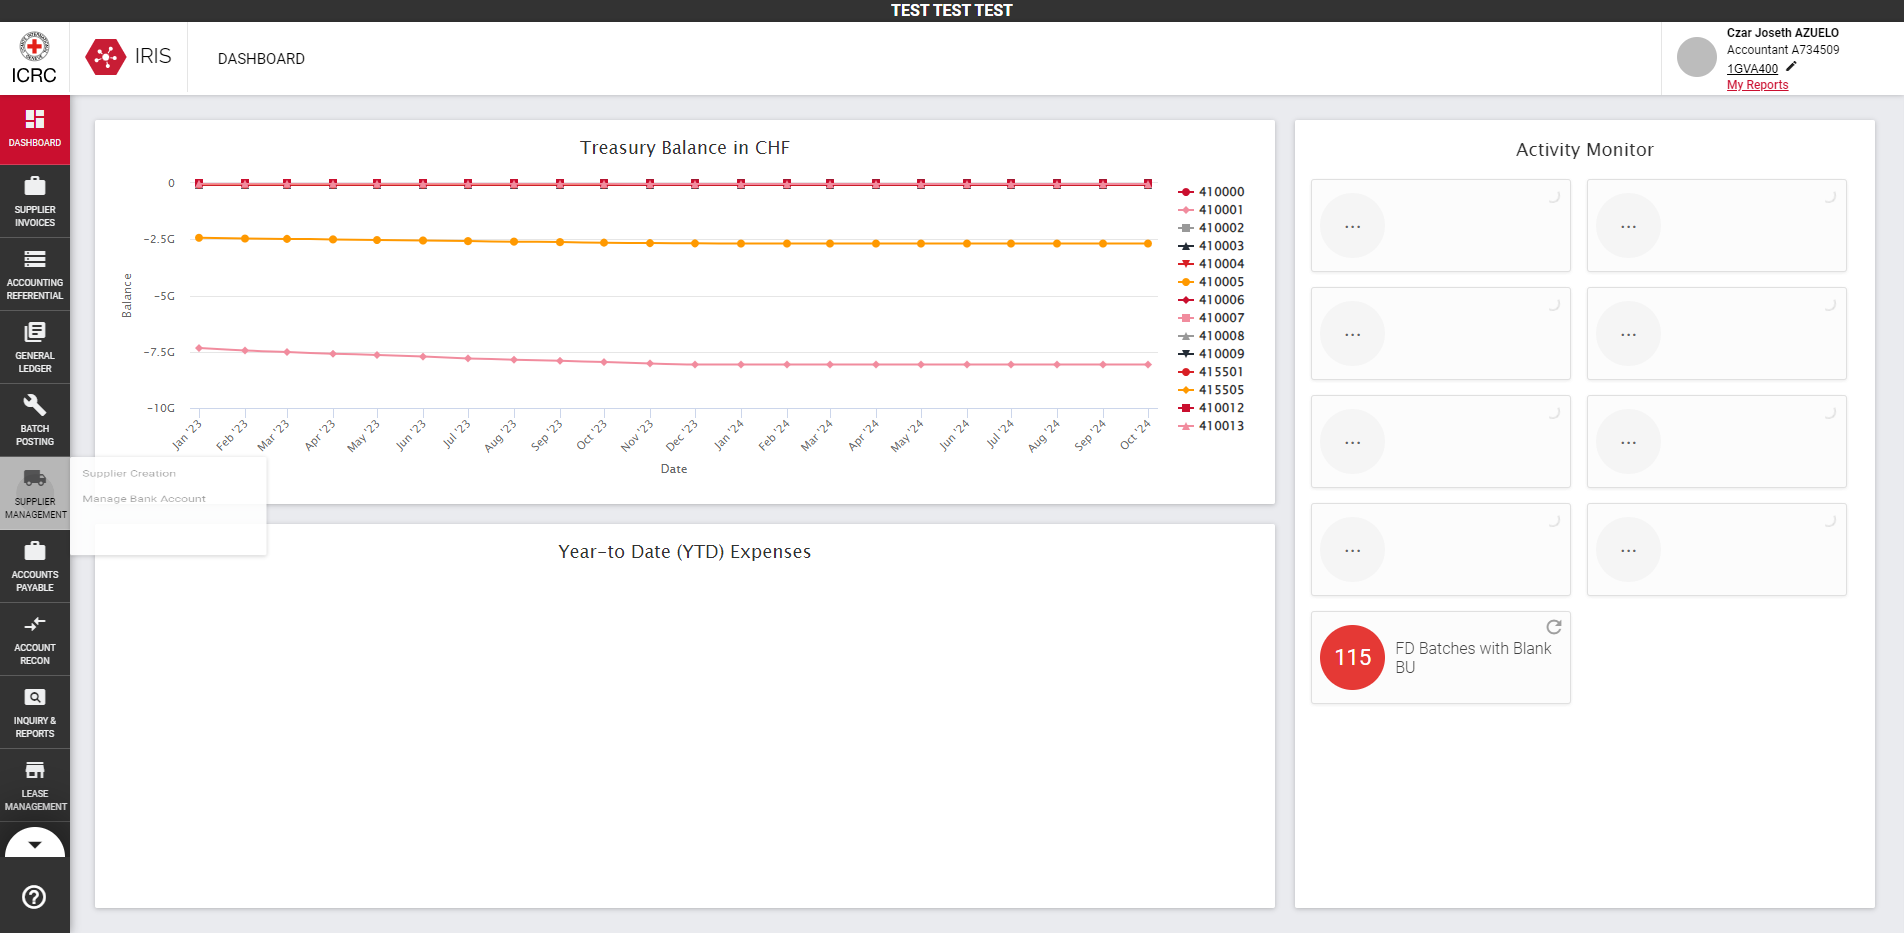 TEST TEST TEST
ICRC
IRIS
DASHBOARD
Czar Joseth AZUELO
Accountant A734509
1GVA400
My Reports
DASHBOARD
SUPPLIER
INVOICES
ACCOUNTING
REFERENTIAL
GENERAL
LEDGER
BATCH
POSTING
SUPPLIER
MANAGEMENT
Supplier Creation
Manage Bank Account
ACCOUNTS
PAYABLE
ACCOUNT
RECON
INQUIRY &
REPORTS
LEASE
MANAGEMENT
Treasury Balance in CHF
Balance
0
−2.5G
−5G
−7.5G
−10G
Jan '23
Feb '23
Mar '23
Apr '23
May '23
Jun '23
Jul '23
Aug '23
Sep '23
Oct '23
Nov '23
Dec '23
Jan '24
Feb '24
Mar '24
Apr '24
May '24
Jun '24
Jul '24
Aug '24
Sep '24
Oct '24
Date
410000
410001
410002
410003
410004
410005
410006
410007
410008
410009
415501
415505
410012
410013
Year-to Date (YTD) Expenses
Activity Monitor
...
...
...
...
...
...
...
...
115
FD Batches with Blank
BU